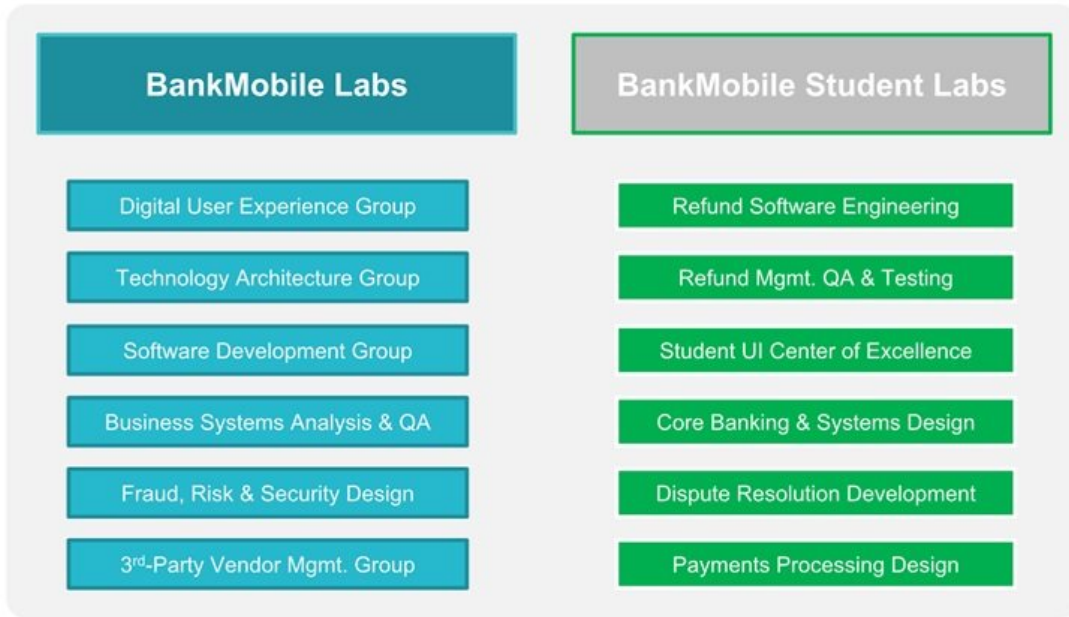 BankMobile Labs
Digital User Experience Group
Technology Architecture Group
Software Development Group
Business Systems Analysis & QA
Fraud, Risk & Security Design
3rd-Party Vendor Mgmt. Group
BankMobile Student Labs
Refund Software Engineering
Refund Mgmt. QA & Testing
Student UI Center of Excellence
Core Banking & Systems Design
Dispute Resolution Development
Payments Processing Design